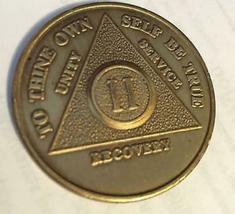 TO THINE OWN SELF BE TRUE
UNITY
SERVICE
II
RECOVERY